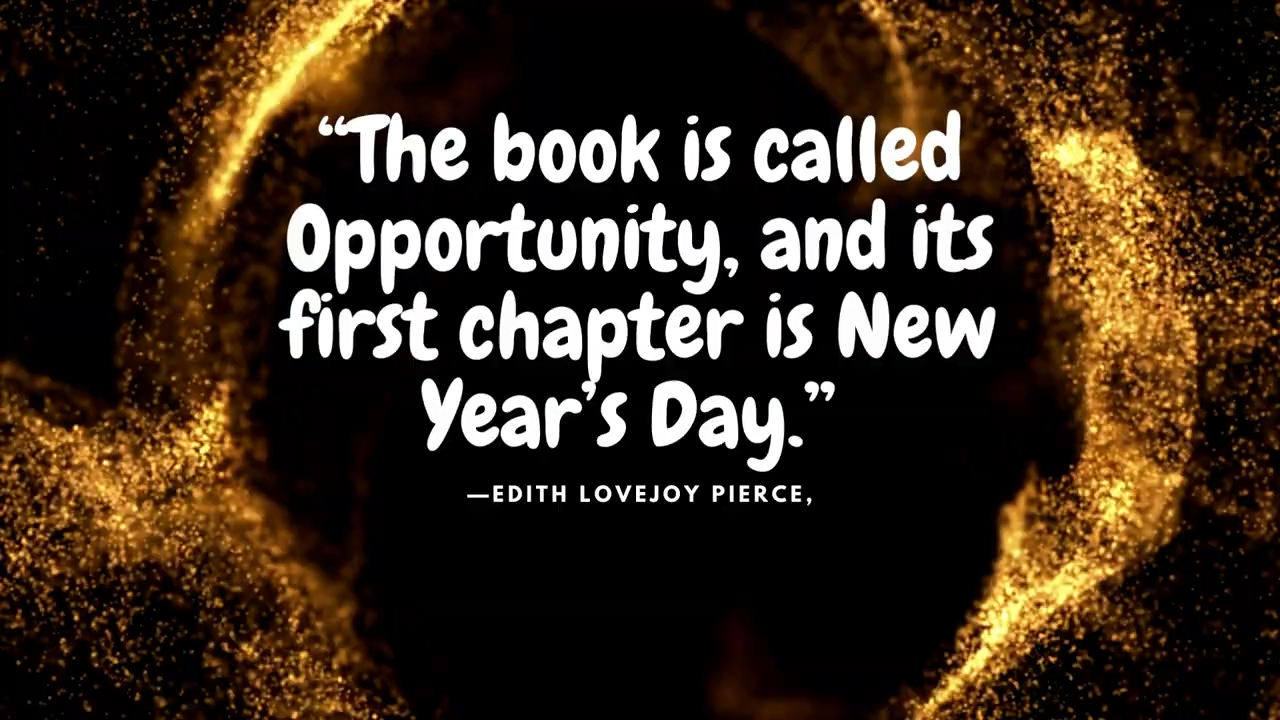 “The book is called
Opportunity, and its
first chapter is New
Year’s Day.”
—EDITH LOVEJOY PIERCE,